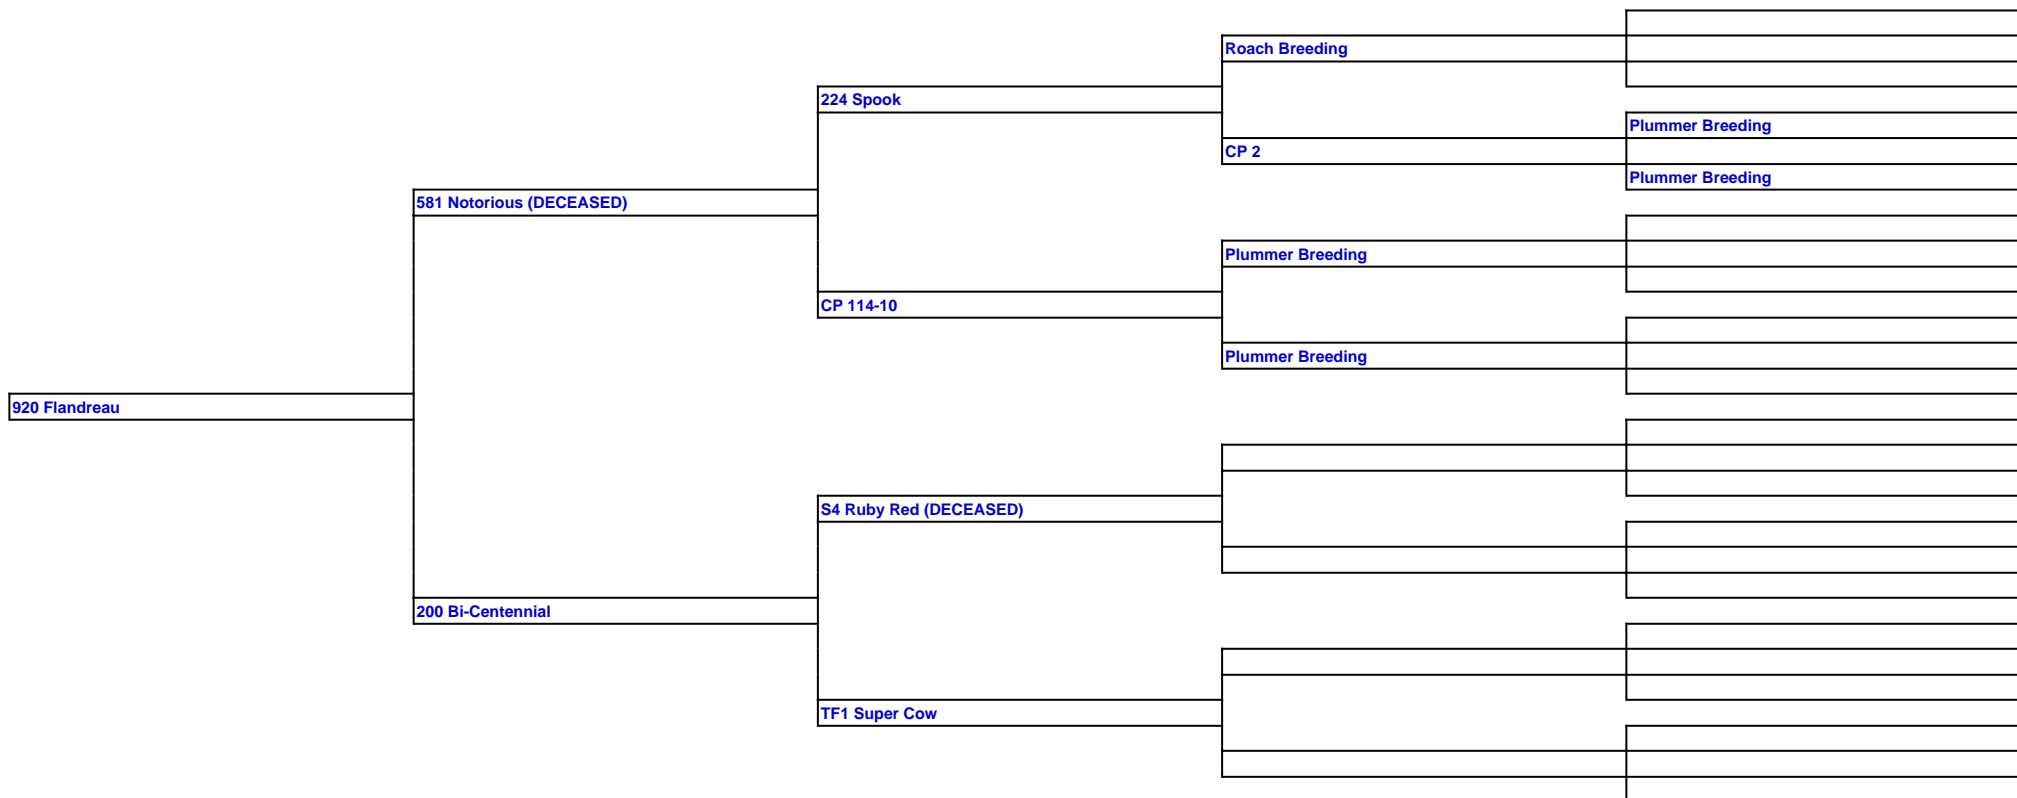 Roach Breeding
224 Spook
Plummer Breeding
CP 2
Plummer Breeding
581 Notorious (DECEASED)
Plummer Breeding
CP 114-10
Plummer Breeding
920 Flandreau
S4 Ruby Red (DECEASED)
200 Bi-Centennial
TF1 Super Cow